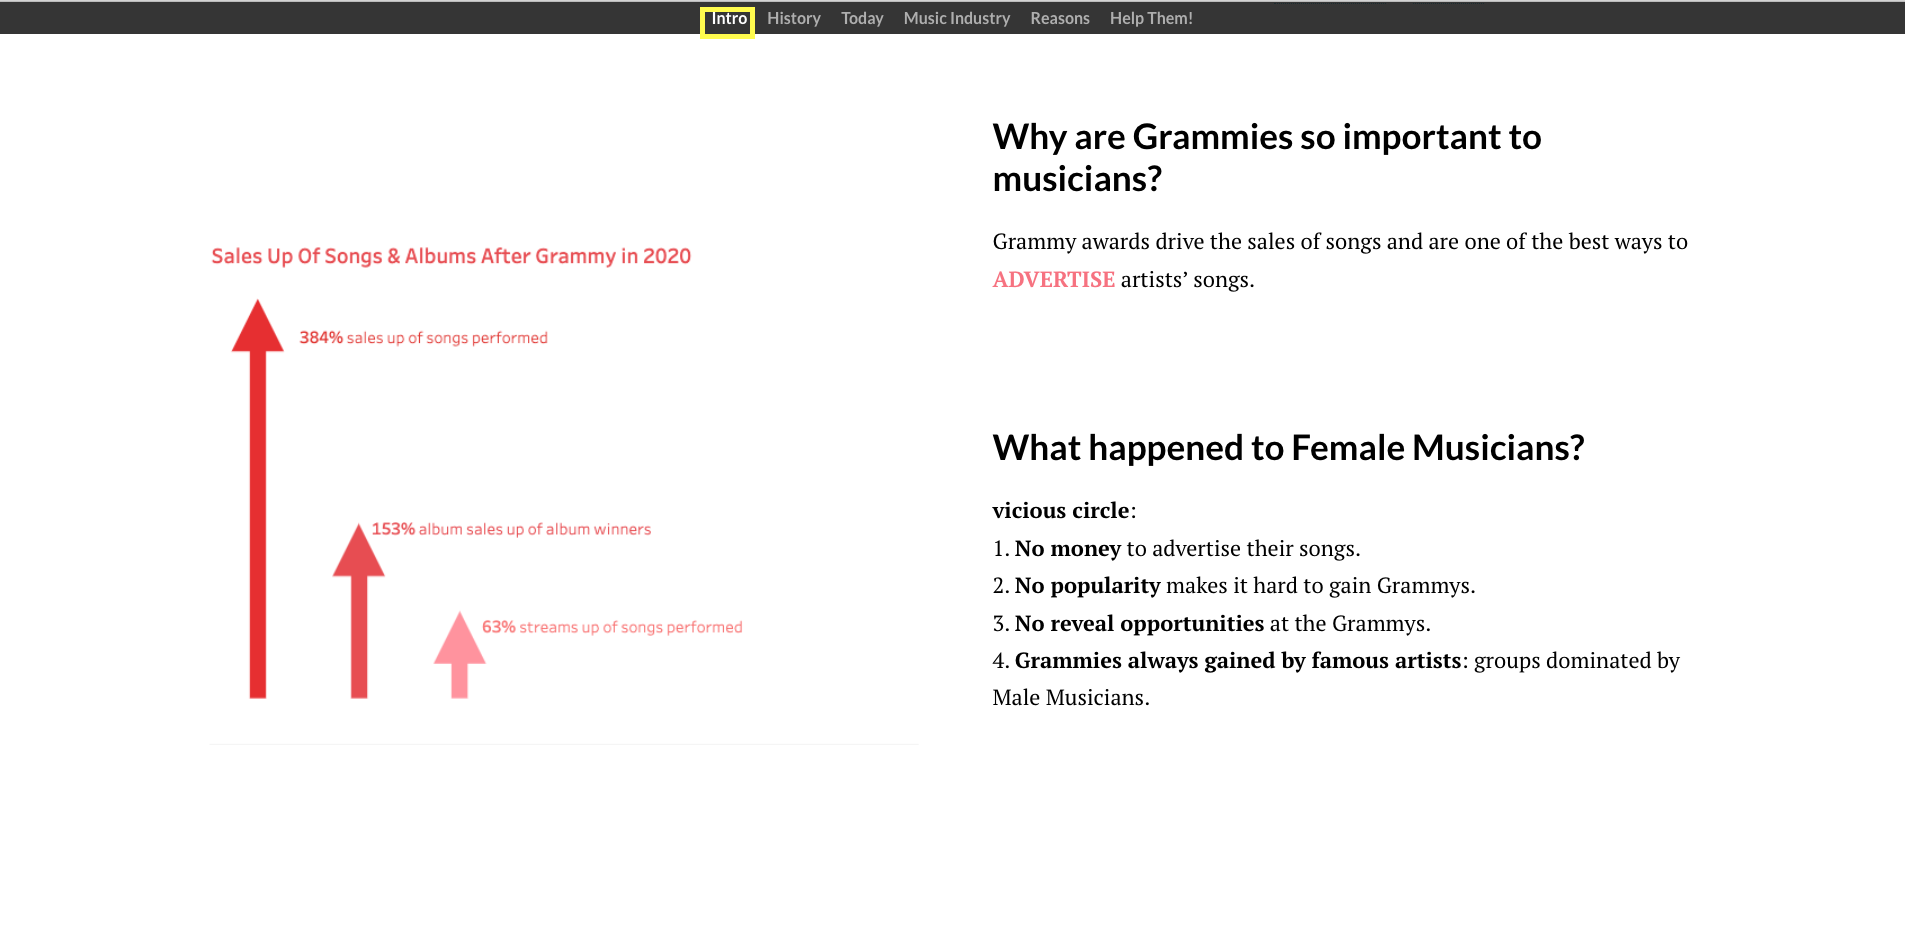 Intro History Today Music Industry Reasons Help Them!
Sales Up Of Songs & Albums After Grammy in 2020
384% sales up of songs performed
153% album sales up of album winners
63% streams up of songs performed
Why are Grammies so important to
musicians?
Grammy awards drive the sales of songs and are one of the best ways to
ADVERTISE artists’ songs.
What happened to Female Musicians?
vicious circle:
1. No money to advertise their songs.
2. No popularity makes it hard to gain Grammys.
3. No reveal opportunities at the Grammys.
4. Grammies always gained by famous artists: groups dominated by
Male Musicians.